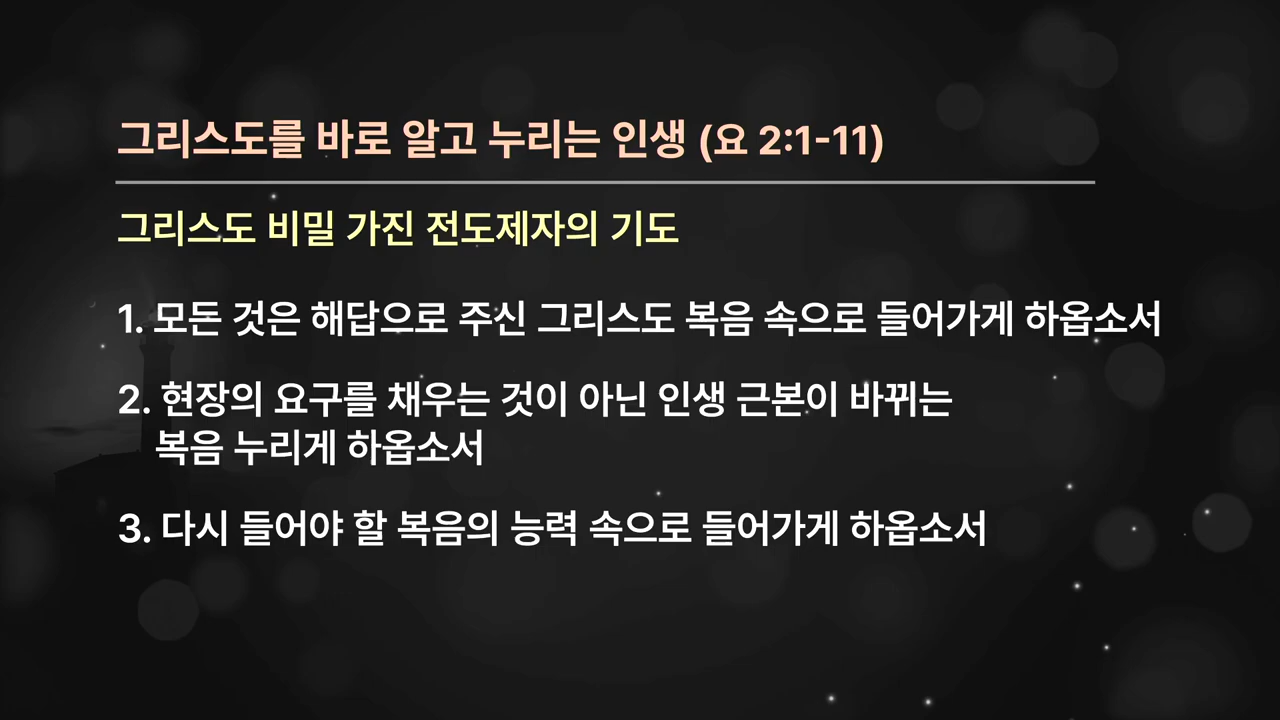 그리스도를 바로 알고 누리는 인생 (요 2:1-11)
그리스도 비밀 가진 전도제자의 기도
1. 모든 것은 해답으로 주신 그리스도 복음 속으로 들어가게 하옵소서
2. 현장의 요구를 채우는 것이 아닌 인생 근본이 바뀌는
복음 누리게 하옵소서
3. 다시 들어야 할 복음의 능력 속으로 들어가게 하옵소서